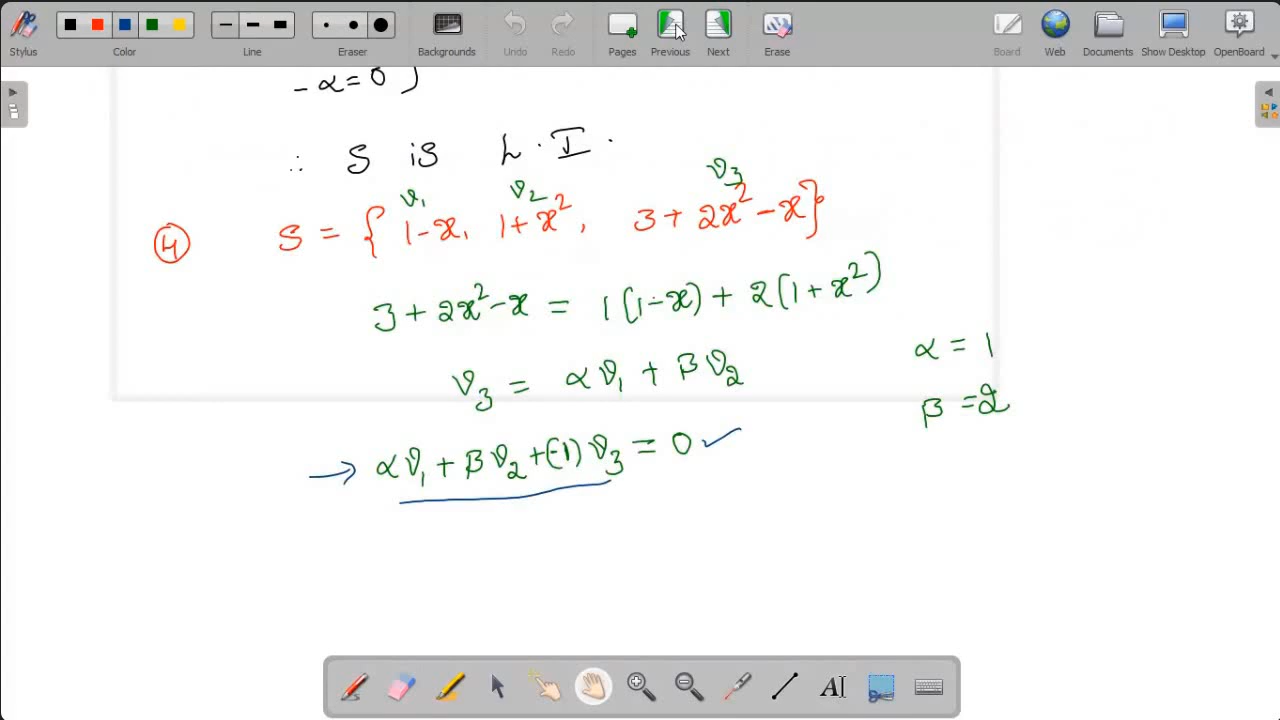 Stylus Color Line Eraser Backgrounds Undo Redo Pages Previous Next Erase Board Web Documents Show Desktop OpenBoard
- α = 0 }
∴ S is L. I.
v₁ v₂ v₃
④ S = { 1-x, 1+x², 3+2x²-x }
3+2x²-x = 1(1-x) + 2(1+x²)
α = 1
v₃ = αv₁ + βv₂
β = 2
→ αv₁ + βv₂ + (-1)v₃ = 0 ✓